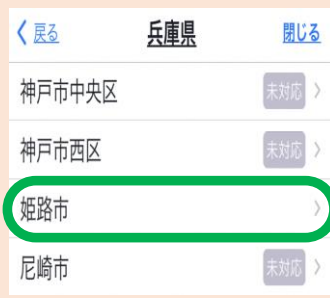 < 戻る 兵庫県 閉じる
神戸市中央区 未対応 >
神戸市西区 未対応 >
姫路市 >
尼崎市 未対応 >